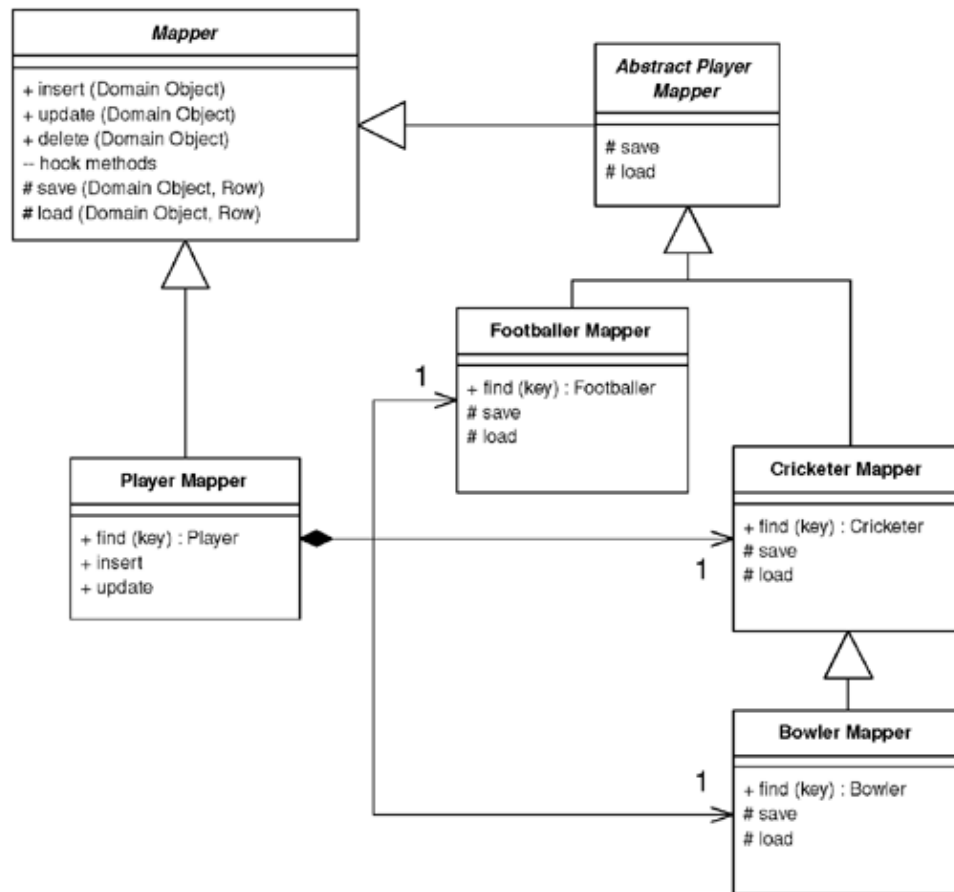 Mapper
+ insert (Domain Object)
+ update (Domain Object)
+ delete (Domain Object)
-- hook methods
# save (Domain Object, Row)
# load (Domain Object, Row)
Abstract Player
Mapper
# save
# load
Footballer Mapper
+ find (key) : Footballer
# save
# load
1
Player Mapper
+ find (key) : Player
+ insert
+ update
Cricketer Mapper
+ find (key) : Cricketer
# save
# load
1
Bowler Mapper
+ find (key) : Bowler
# save
# load
1